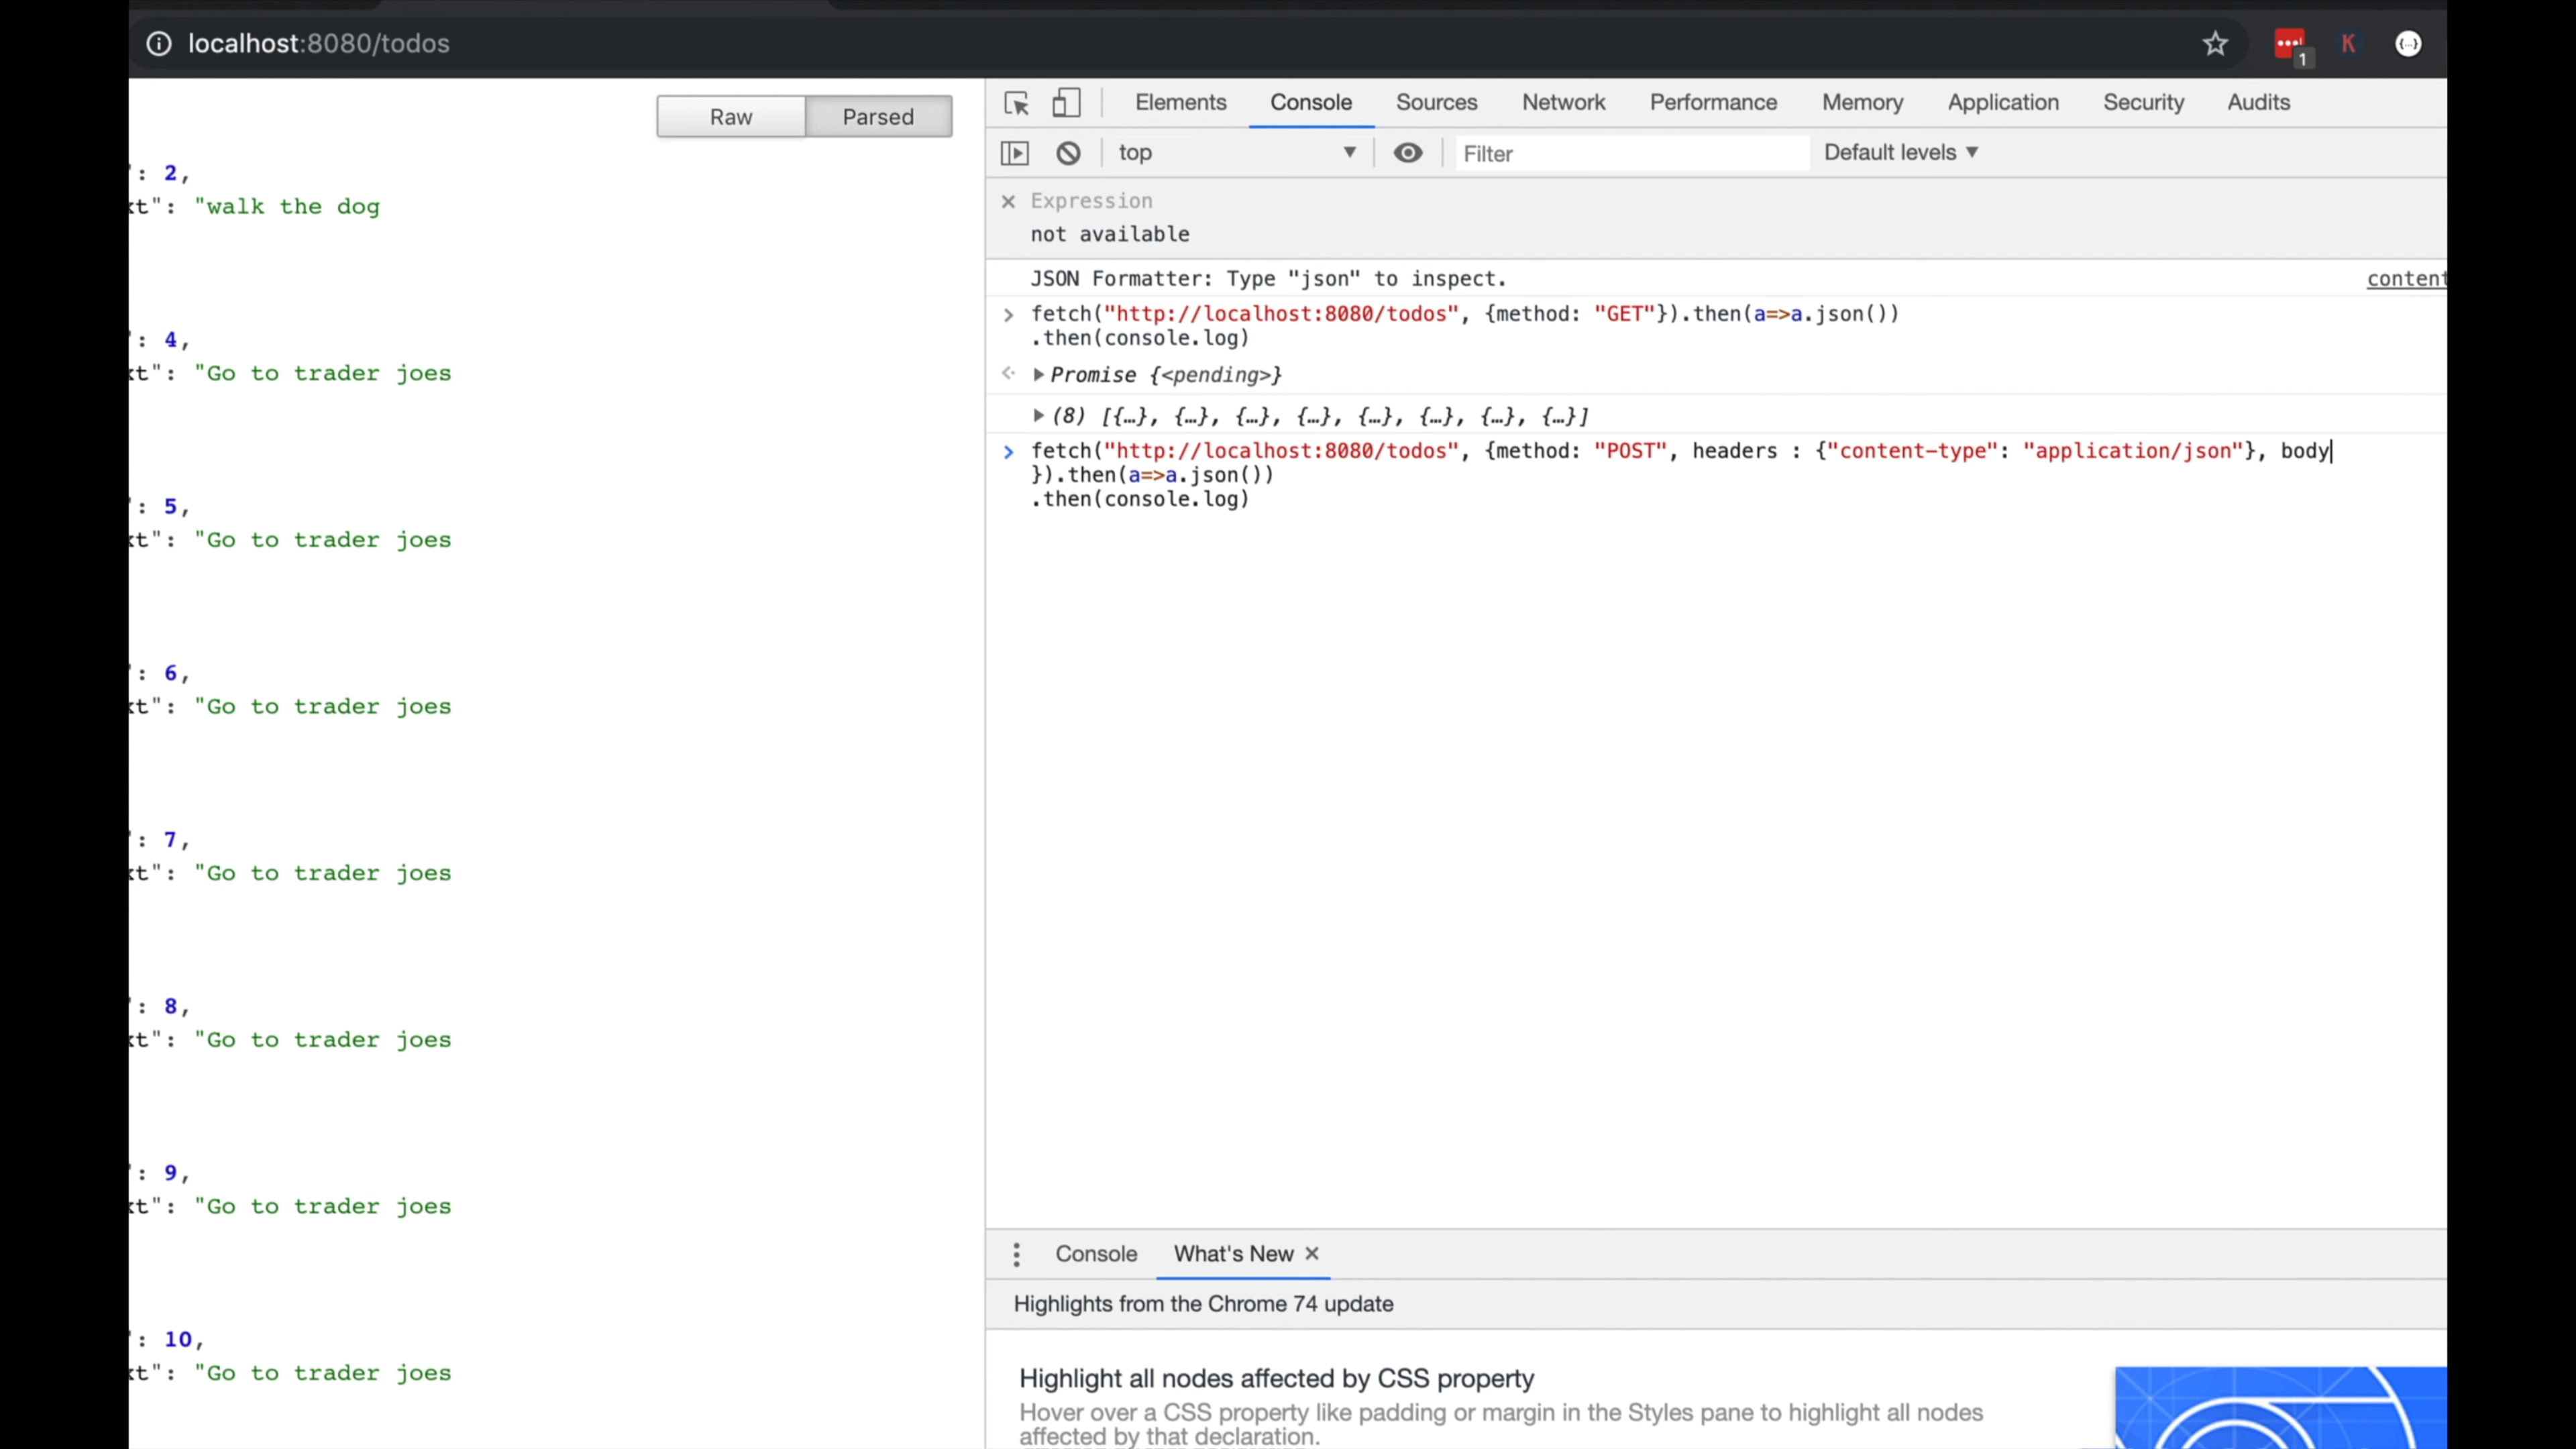 localhost:8080/todos
1
K
Raw
Parsed
": 2,
xt": "walk the dog
": 4,
xt": "Go to trader joes
": 5,
xt": "Go to trader joes
": 6,
xt": "Go to trader joes
": 7,
xt": "Go to trader joes
": 8,
xt": "Go to trader joes
": 9,
xt": "Go to trader joes
": 10,
xt": "Go to trader joes
Elements Console Sources Network Performance Memory Application Security Audits
top
Filter
Default levels
Expression
not available
JSON Formatter: Type "json" to inspect.
content
fetch("http://localhost:8080/todos", {method: "GET"}).then(a=>a.json())
.then(console.log)
Promise {<pending>}
(8) [{…}, {…}, {…}, {…}, {…}, {…}, {…}, {…}]
fetch("http://localhost:8080/todos", {method: "POST", headers : {"content-type": "application/json"}, body
}).then(a=>a.json())
.then(console.log)
Console What's New
Highlights from the Chrome 74 update
Highlight all nodes affected by CSS property
Hover over a CSS property like padding or margin in the Styles pane to highlight all nodes
affected by that declaration.